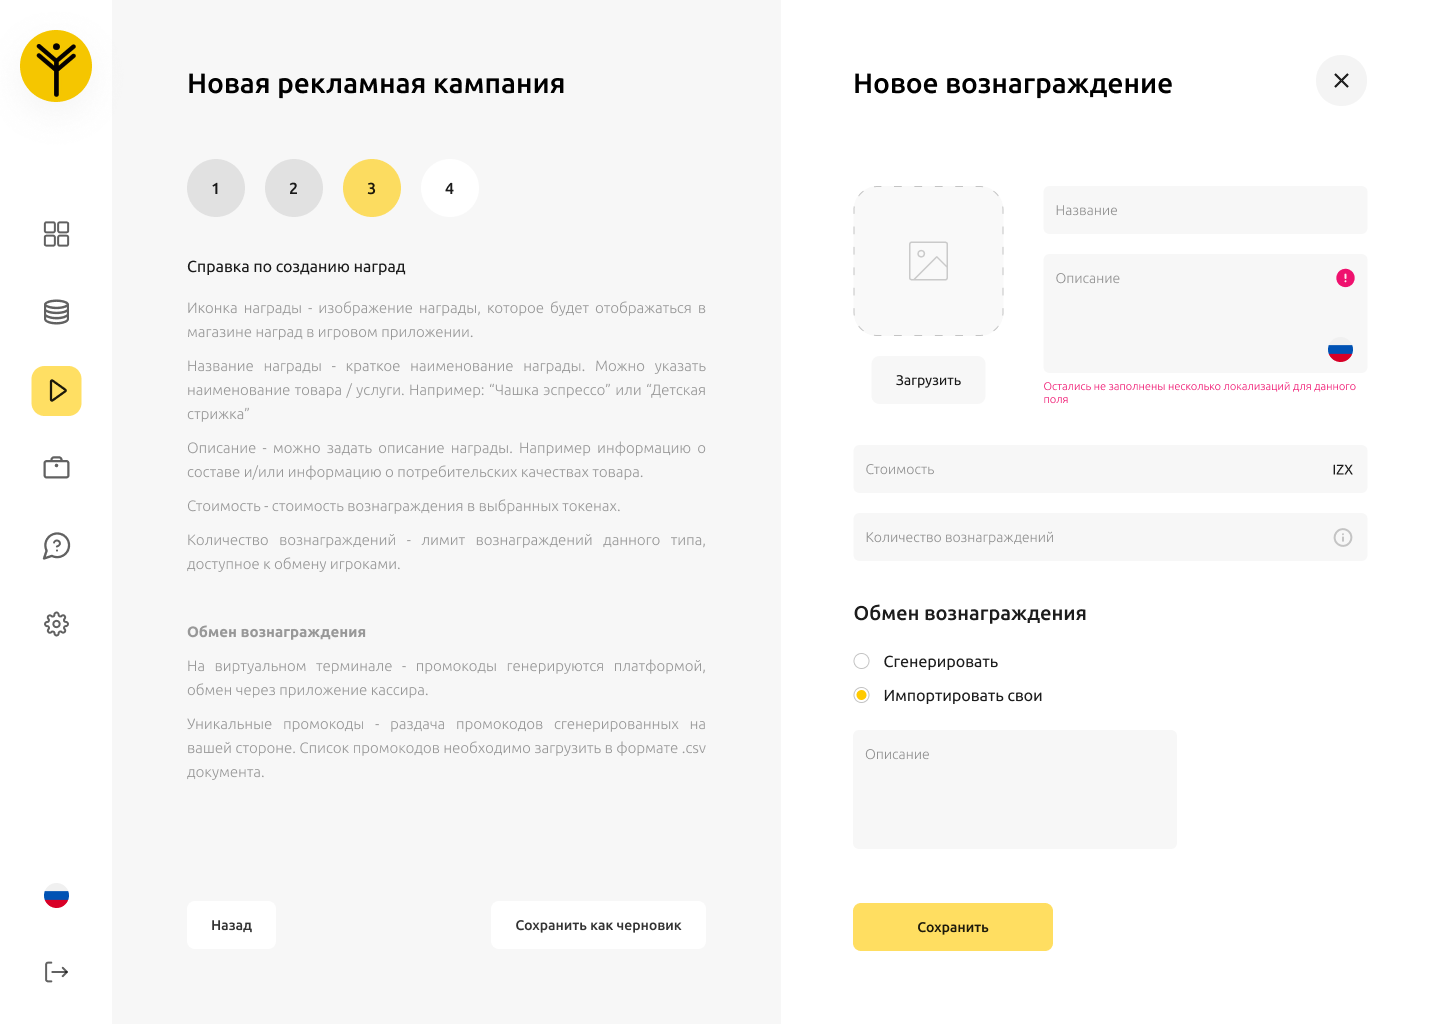 Новая рекламная кампания
1
2
3
4
Справка по созданию наград
Иконка награды - изображение награды, которое будет отображаться в
магазине наград в игровом приложении.
Название награды - краткое наименование награды. Можно указать
наименование товара / услуги. Например: “Чашка эспрессо” или “Детская
стрижка”
Описание - можно задать описание награды. Например информацию о
составе и/или информацию о потребительских качествах товара.
Стоимость - стоимость вознаграждения в выбранных токенах.
Количество вознаграждений - лимит вознаграждений данного типа,
доступное к обмену игроками.
Обмен вознаграждения
На виртуальном терминале - промокоды генерируются платформой,
обмен через приложение кассира.
Уникальные промокоды - раздача промокодов сгенерированных на
вашей стороне. Список промокодов необходимо загрузить в формате .csv
документа.
Назад
Сохранить как черновик
Новое вознаграждение
Название
Описание
Загрузить
Остались не заполнены несколько локализаций для данного
поля
Стоимость
IZX
Количество вознаграждений
Обмен вознаграждения
Сгенерировать
Импортировать свои
Описание
Сохранить